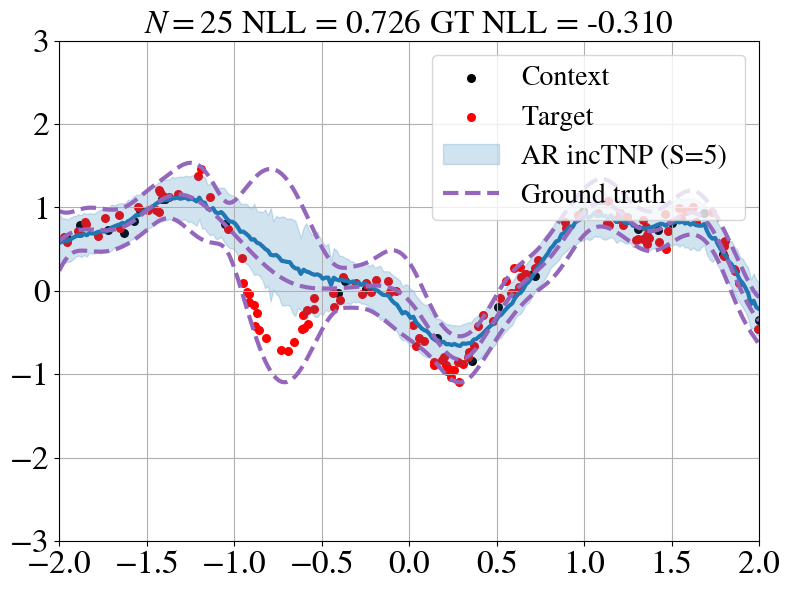 N = 25 NLL = 0.726 GT NLL = -0.310
Context
Target
AR incTNP (S=5)
Ground truth
3
2
1
0
−1
−2
−3
−2.0 −1.5 −1.0 −0.5 0.0 0.5 1.0 1.5 2.0